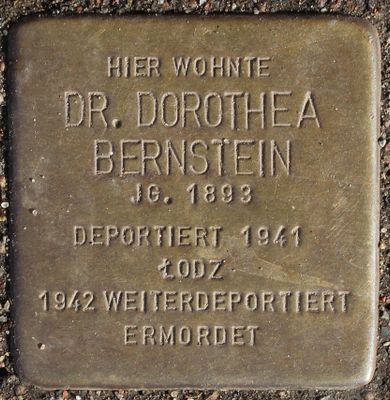 HIER WOHNTE
DR. DOROTHEA
BERNSTEIN
JG. 1893
DEPORTIERT 1941
ŁODZ
1942 WEITERDEPORTIERT
ERMORDET